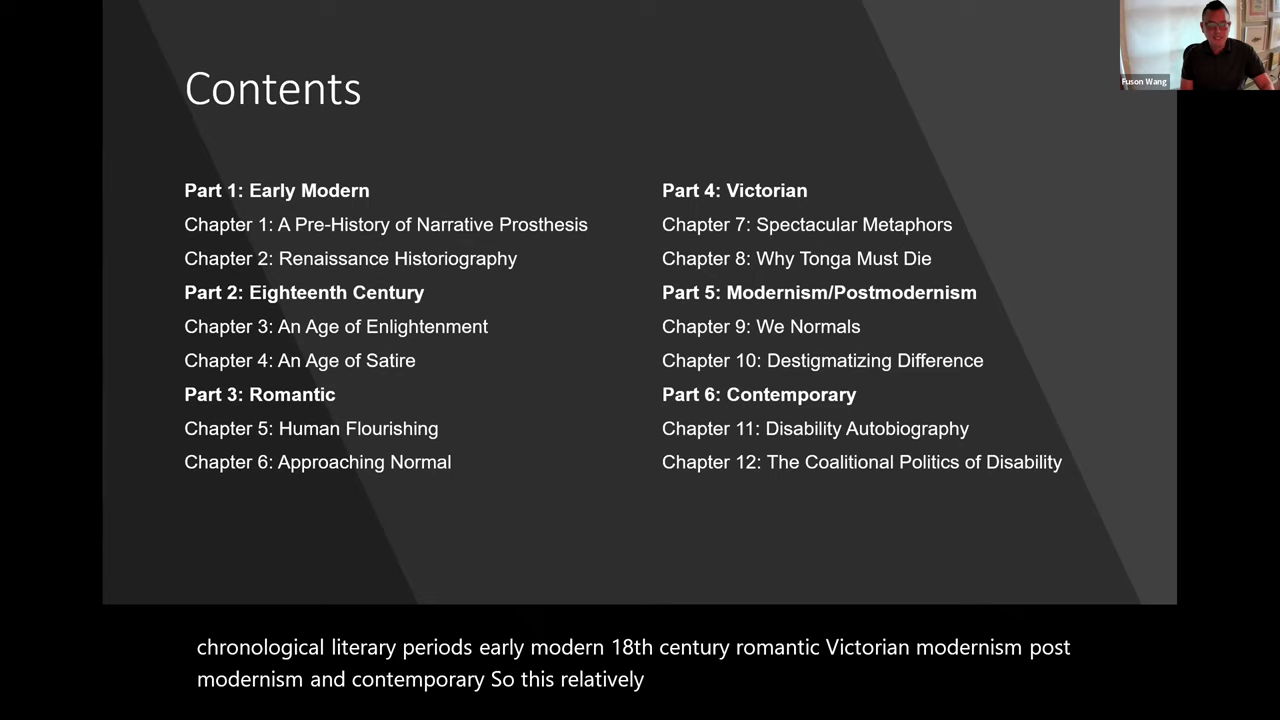 Contents
Part 1: Early Modern
Chapter 1: A Pre-History of Narrative Prosthesis
Chapter 2: Renaissance Historiography
Part 2: Eighteenth Century
Chapter 3: An Age of Enlightenment
Chapter 4: An Age of Satire
Part 3: Romantic
Chapter 5: Human Flourishing
Chapter 6: Approaching Normal
Part 4: Victorian
Chapter 7: Spectacular Metaphors
Chapter 8: Why Tonga Must Die
Part 5: Modernism/Postmodernism
Chapter 9: We Normals
Chapter 10: Destigmatizing Difference
Part 6: Contemporary
Chapter 11: Disability Autobiography
Chapter 12: The Coalitional Politics of Disability
Fuson Wang
chronological literary periods early modern 18th century romantic Victorian modernism post
modernism and contemporary So this relatively